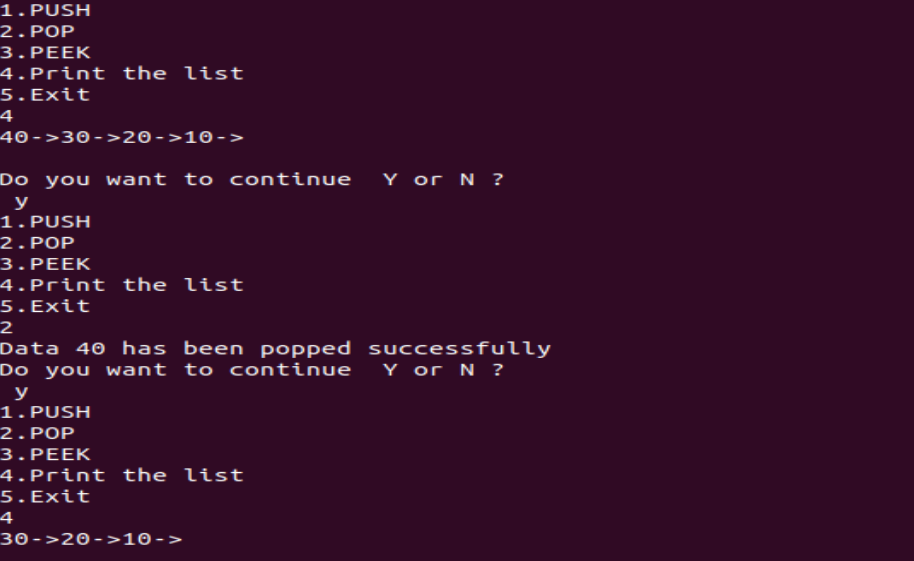 1.PUSH
2.POP
3.PEEK
4.Print the list
5.Exit
4
40->30->20->10->
Do you want to continue  Y or N ?
 y
1.PUSH
2.POP
3.PEEK
4.Print the list
5.Exit
2
Data 40 has been popped successfully
Do you want to continue  Y or N ?
 y
1.PUSH
2.POP
3.PEEK
4.Print the list
5.Exit
4
30->20->10->